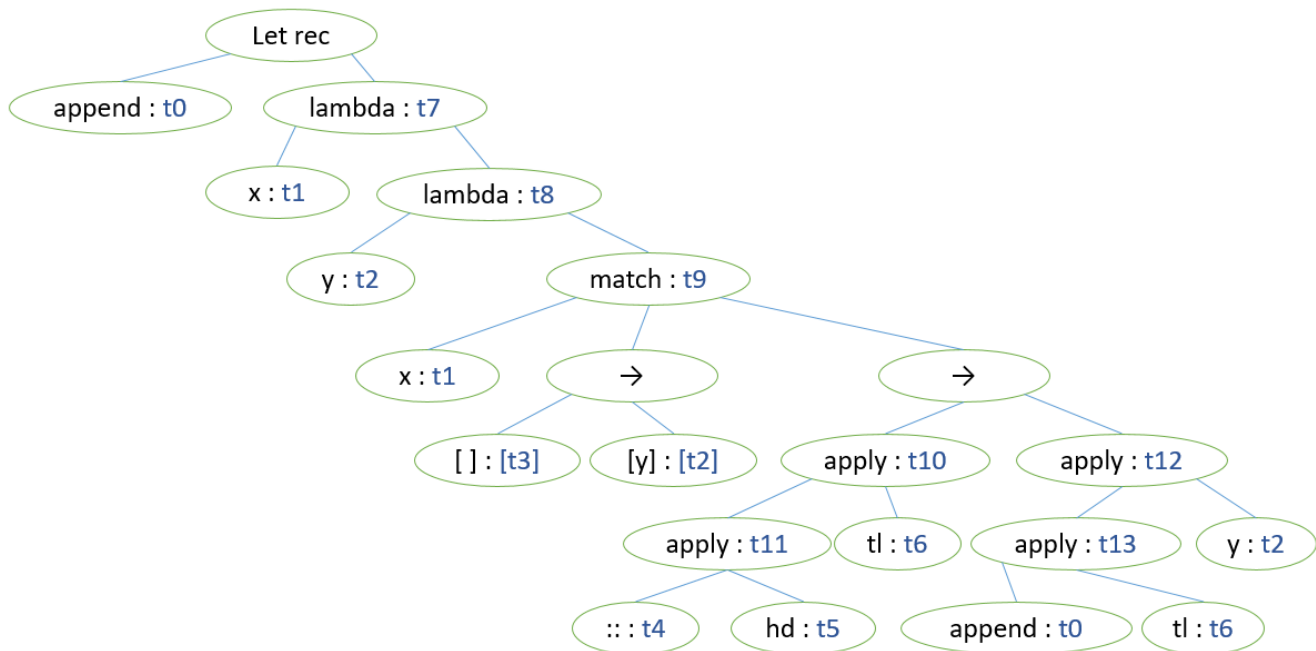 Let rec
append : t0
lambda : t7
x : t1
lambda : t8
y : t2
match : t9
x : t1
→
→
[ ] : [t3]
[y] : [t2]
apply : t10
apply : t12
apply : t11
tl : t6
apply : t13
y : t2
:: : t4
hd : t5
append : t0
tl : t6